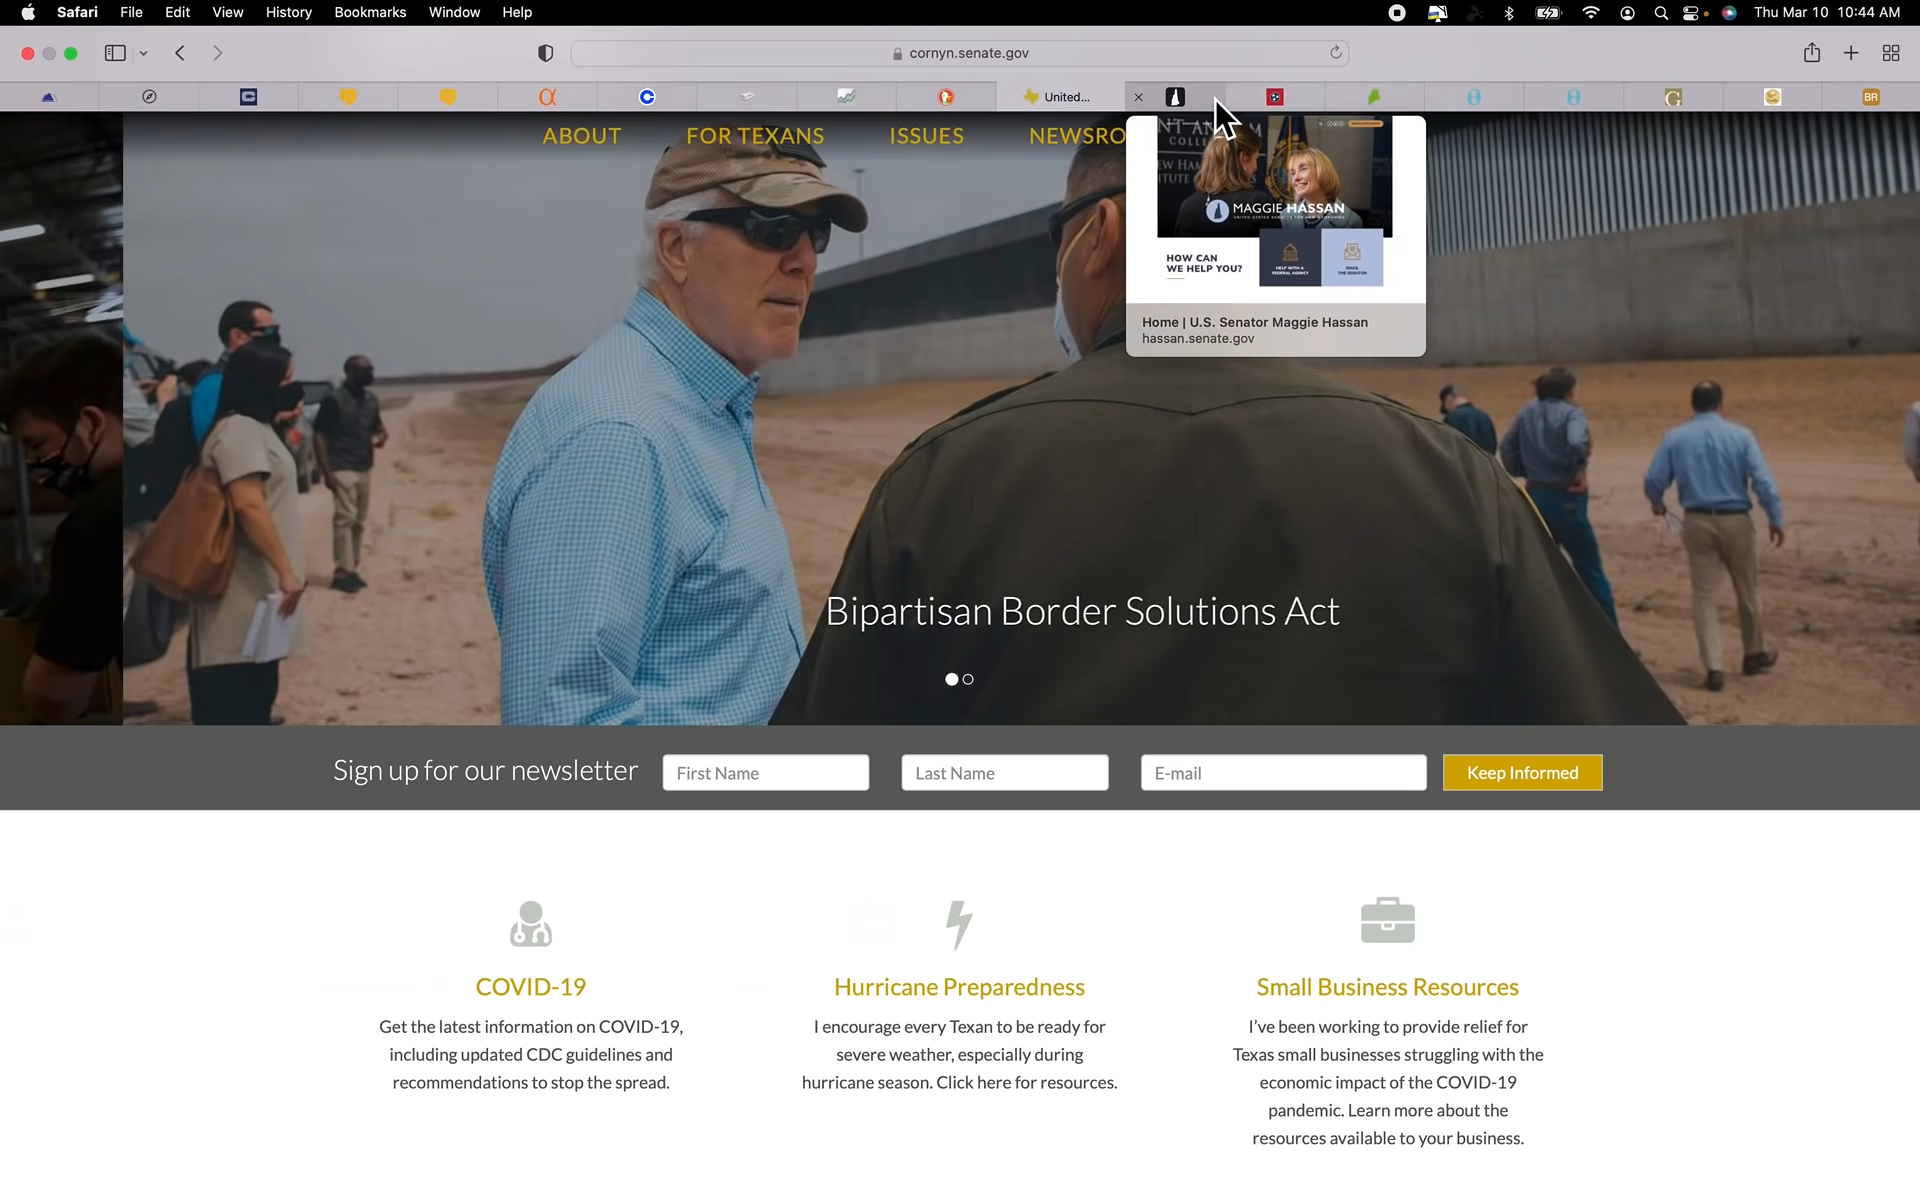 Safari File Edit View History Bookmarks Window Help
Thu Mar 10 10:44 AM
cornyn.senate.gov
United...
BR
ABOUT FOR TEXANS ISSUES NEWSRO
MAGGIE HASSAN
HOW CAN
WE HELP YOU?
HELP WITH A
FEDERAL AGENCY
EMAIL
THE SENATOR
Home | U.S. Senator Maggie Hassan
hassan.senate.gov
Bipartisan Border Solutions Act
Sign up for our newsletter
First Name
Last Name
E-mail
Keep Informed
COVID-19
Get the latest information on COVID-19,
including updated CDC guidelines and
recommendations to stop the spread.
Hurricane Preparedness
I encourage every Texan to be ready for
severe weather, especially during
hurricane season. Click here for resources.
Small Business Resources
I've been working to provide relief for
Texas small businesses struggling with the
economic impact of the COVID-19
pandemic. Learn more about the
resources available to your business.